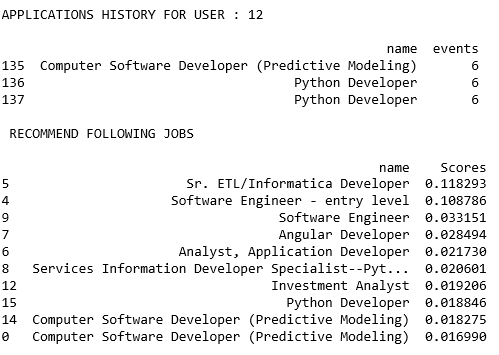 APPLICATIONS HISTORY FOR USER : 12
name events
135 Computer Software Developer (Predictive Modeling) 6
136 Python Developer 6
137 Python Developer 6
RECOMMEND FOLLOWING JOBS
name Scores
5 Sr. ETL/Informatica Developer 0.118293
4 Software Engineer - entry level 0.108786
9 Software Engineer 0.033151
7 Angular Developer 0.028494
6 Analyst, Application Developer 0.021730
8 Services Information Developer Specialist--Pyt... 0.020601
12 Investment Analyst 0.019206
15 Python Developer 0.018846
14 Computer Software Developer (Predictive Modeling) 0.018275
0 Computer Software Developer (Predictive Modeling) 0.016990